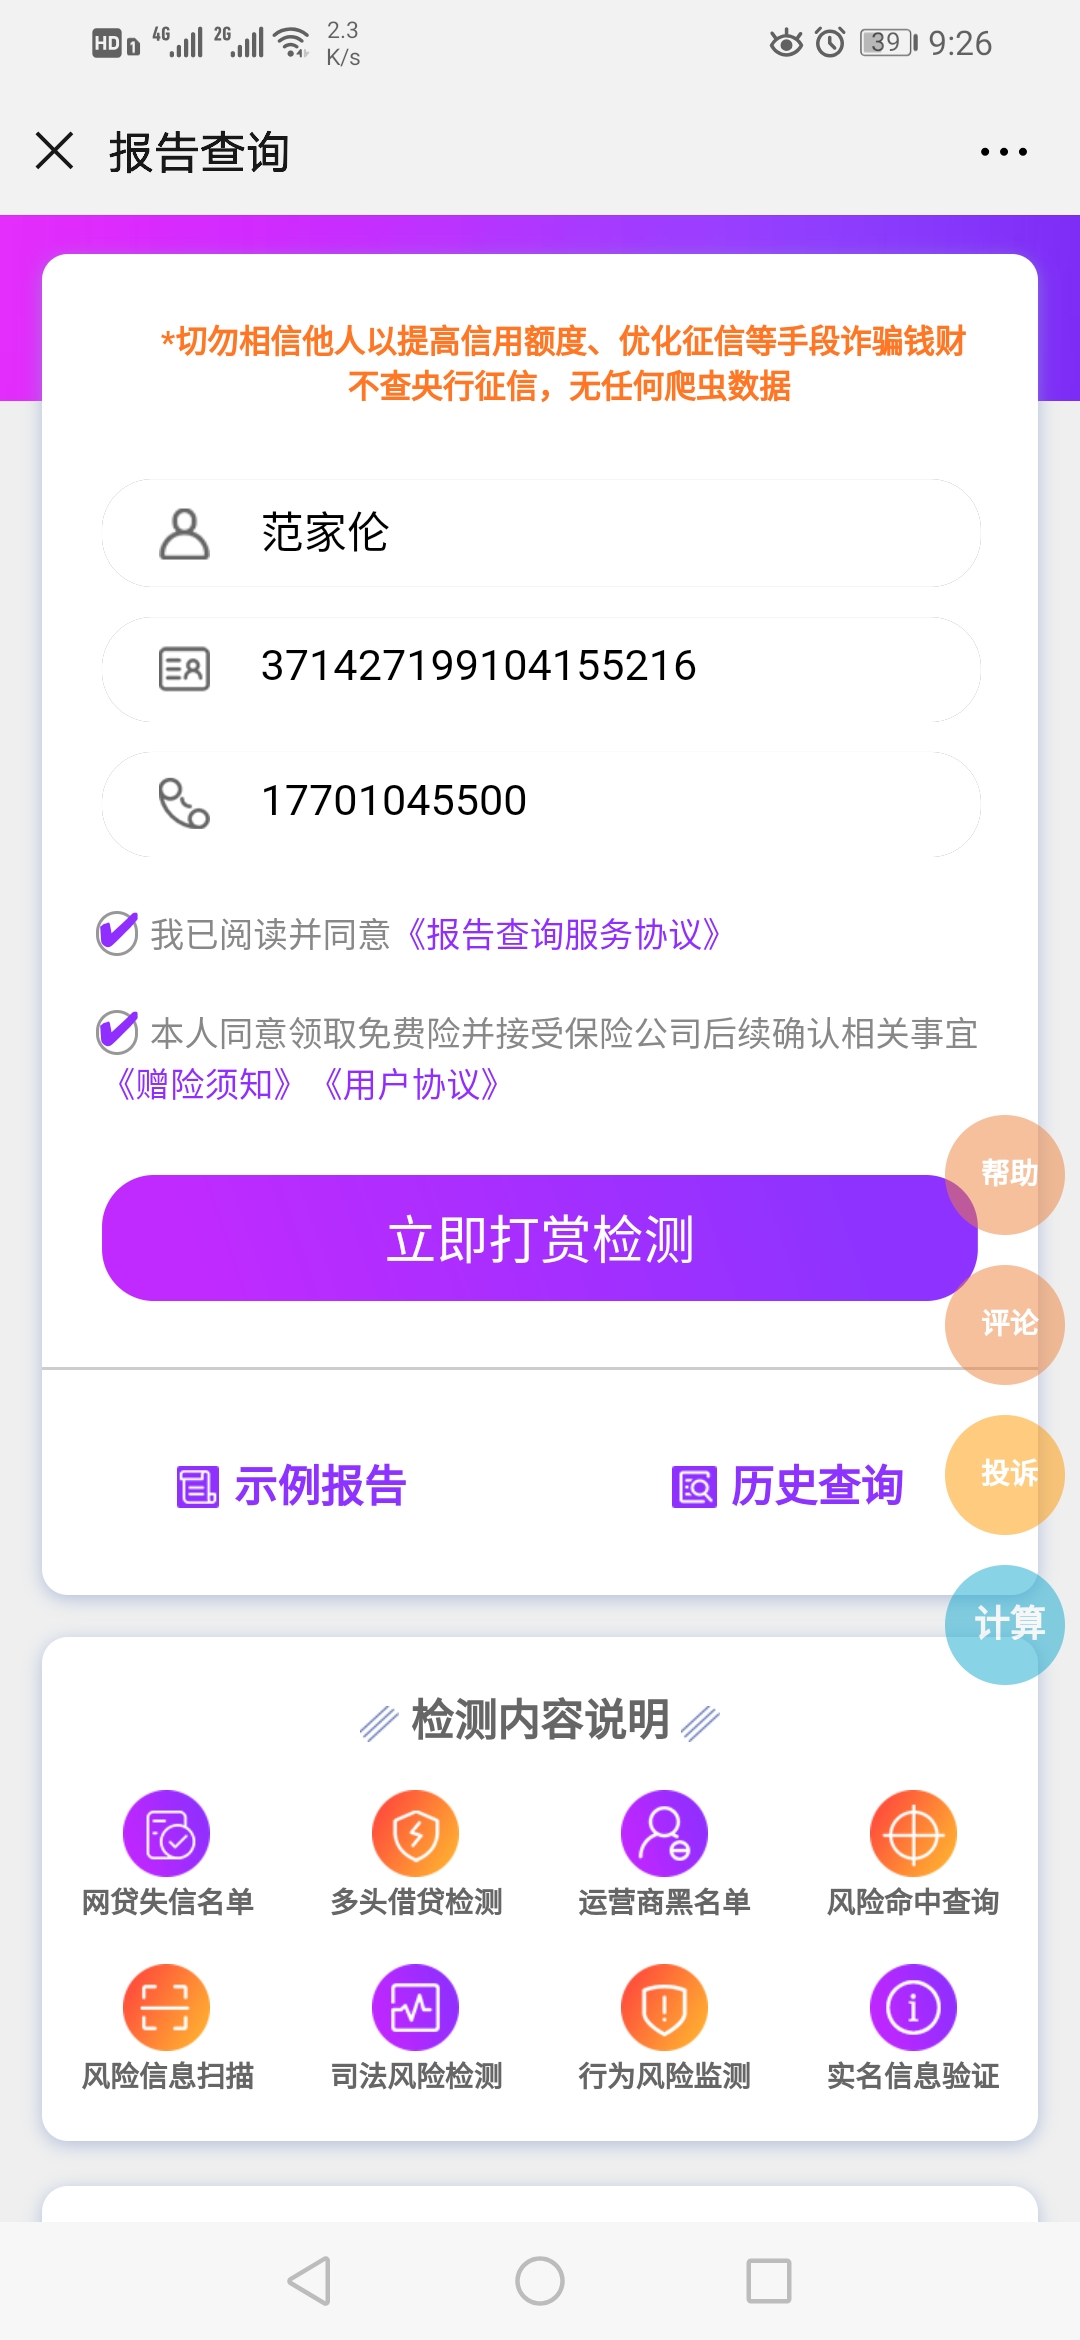 HD 1 4G 2G 2.3 K/s 39 9:26
报告查询
*切勿相信他人以提高信用额度、优化征信等手段诈骗钱财
不查央行征信，无任何爬虫数据
范家伦
371427199104155216
17701045500
我已阅读并同意《报告查询服务协议》
本人同意领取免费险并接受保险公司后续确认相关事宜
《赠险须知》《用户协议》
帮助
立即打赏检测
评论
投诉
示例报告 历史查询
计算
检测内容说明
网贷失信名单 多头借贷检测 运营商黑名单 风险命中查询
风险信息扫描 司法风险检测 行为风险监测 实名信息验证